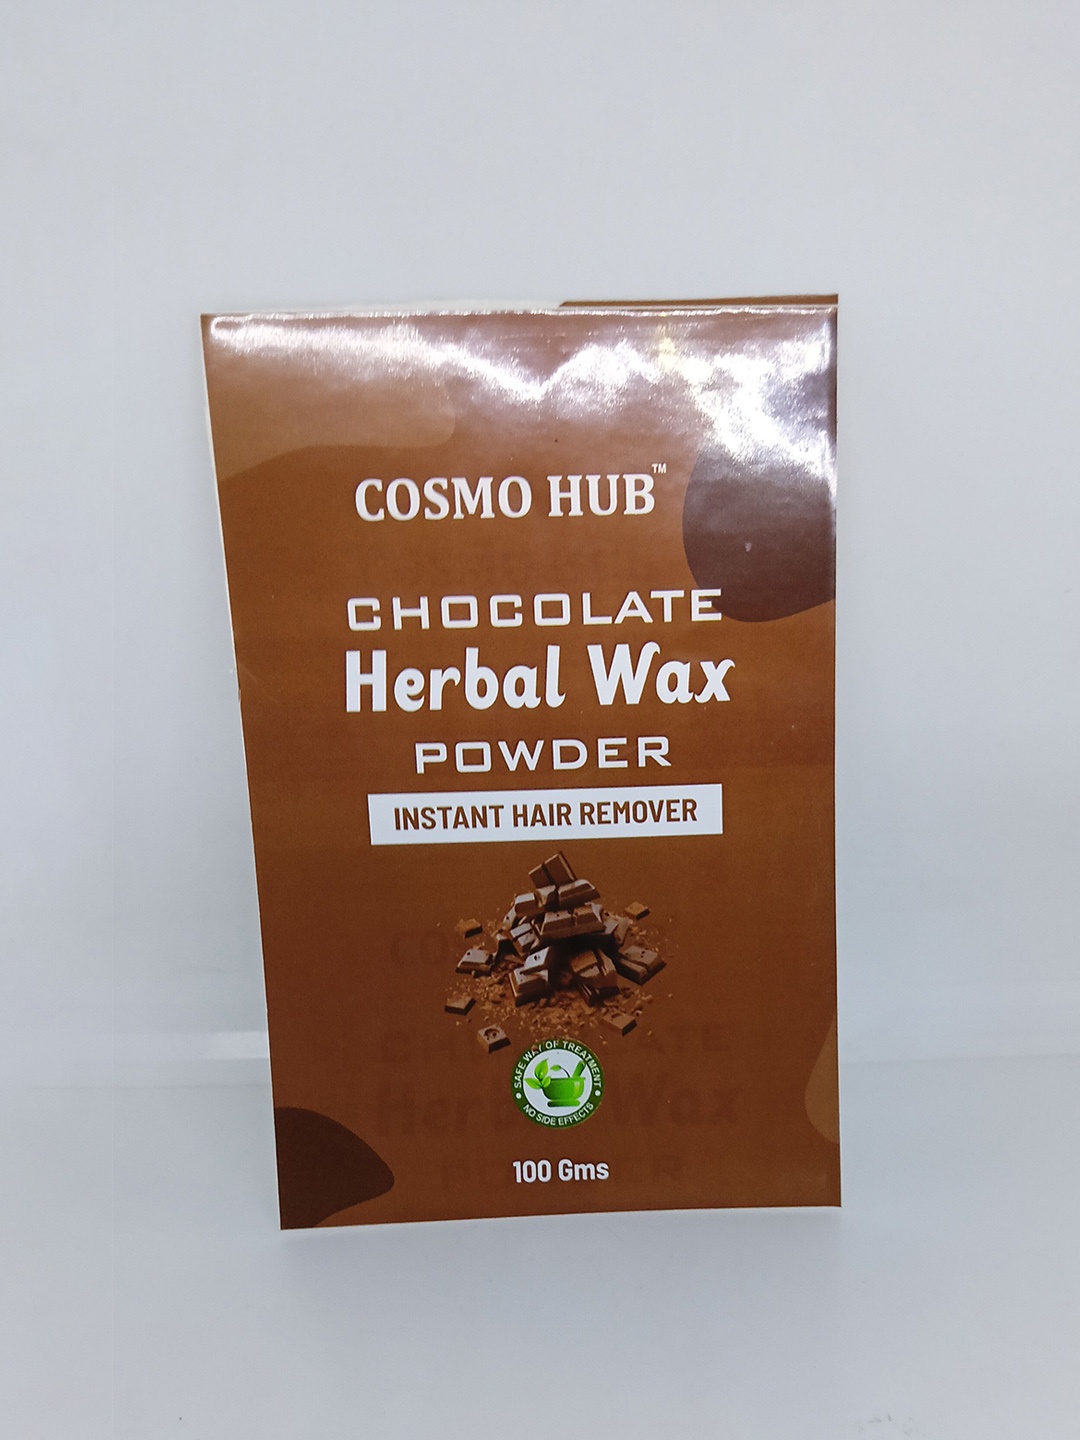 COSMO HUB™
CHOCOLATE
Herbal Wax
POWDER
INSTANT HAIR REMOVER
SAFE WAY OF TREATMENT
• NO SIDE EFFECTS •
100 Gms